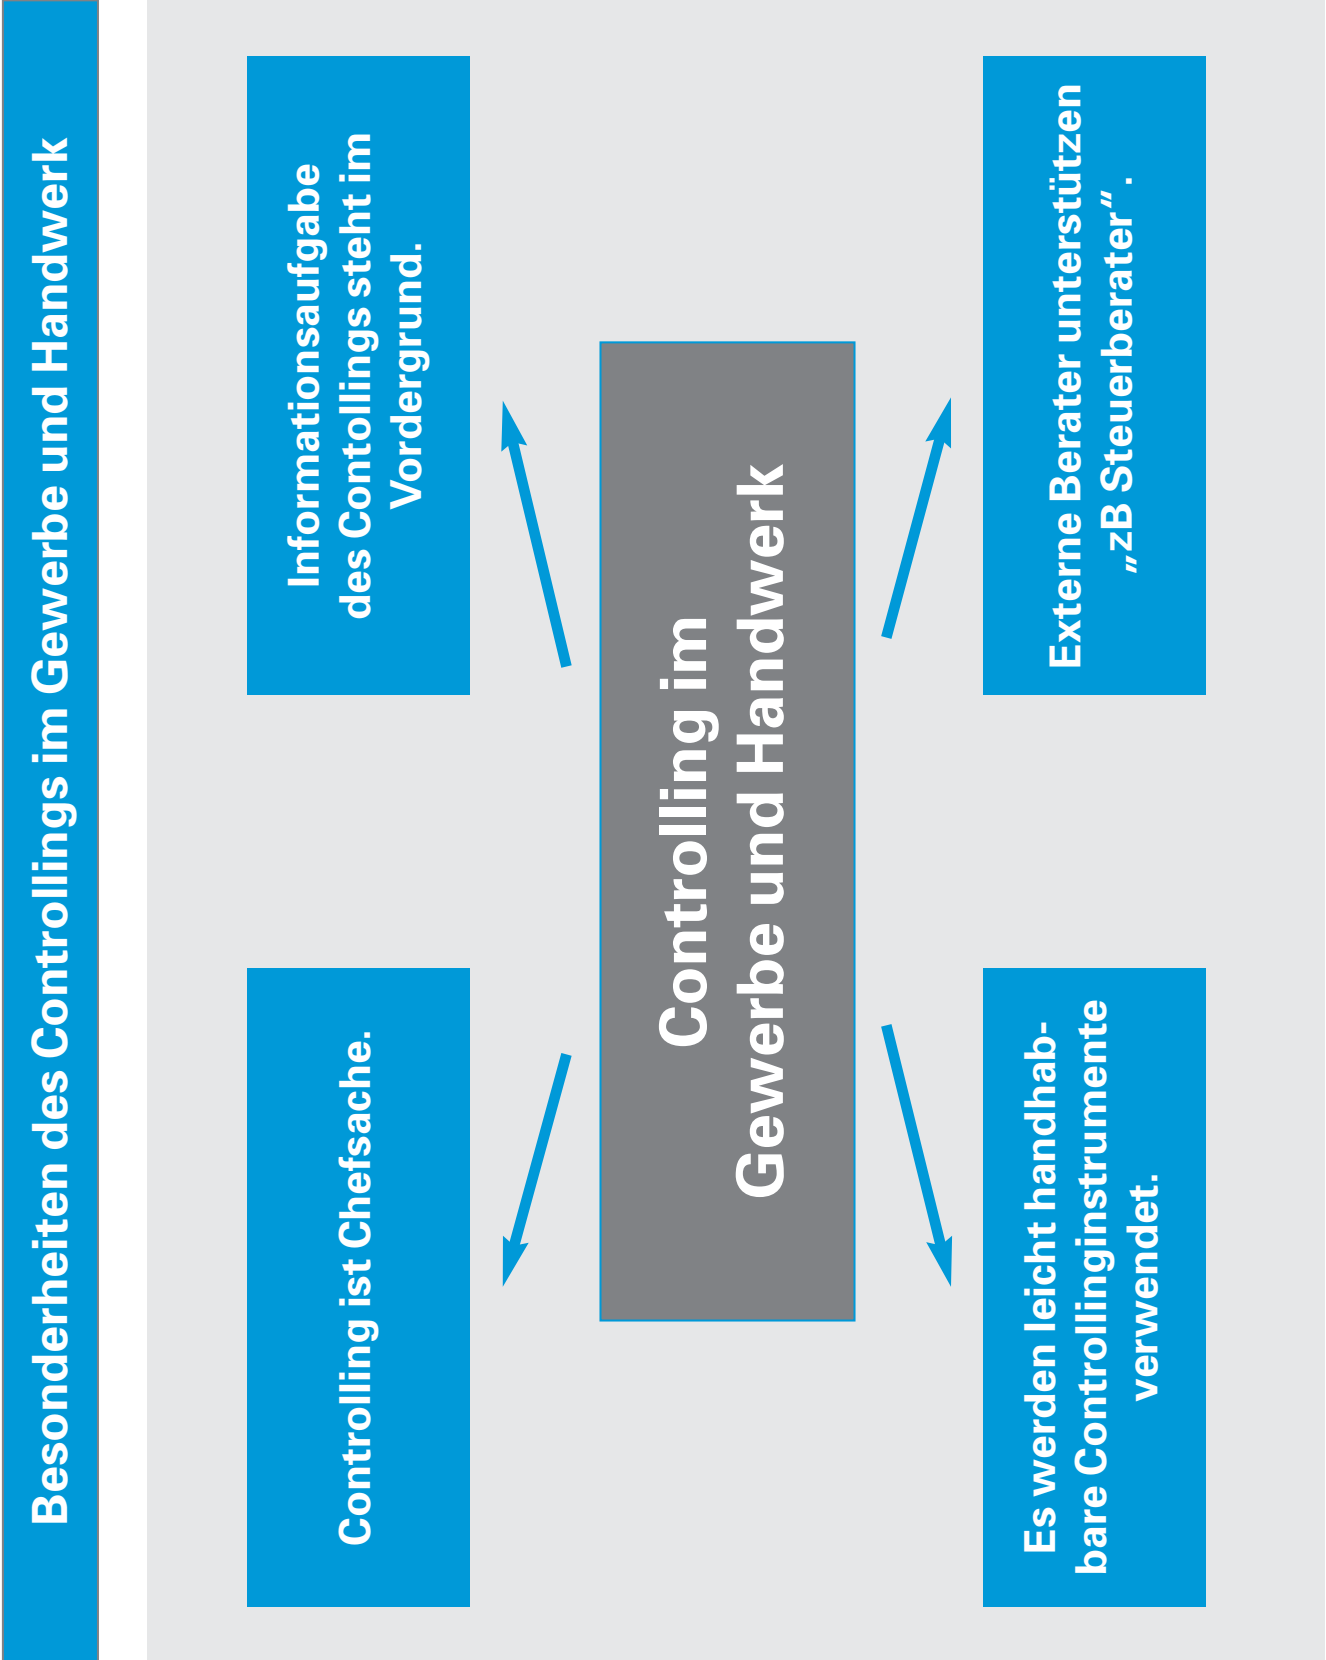 Besonderheiten des Controllings im Gewerbe und Handwerk
Controlling ist Chefsache.
Informationsaufgabe
des Contollings steht im
Vordergrund.
Controlling im
Gewerbe und Handwerk
Es werden leicht handhab-
bare Controllinginstrumente
verwendet.
Externe Berater unterstützen
„zB Steuerberater“ .